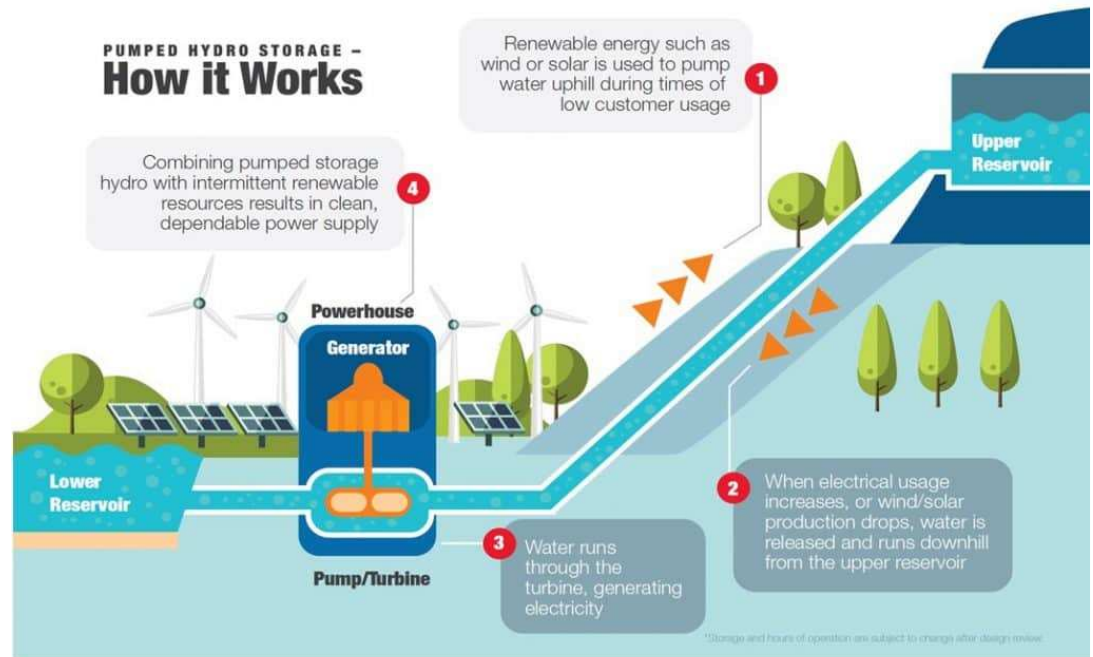 PUMPED HYDRO STORAGE –
How it Works
1
Renewable energy such as
wind or solar is used to pump
water uphill during times of
low customer usage
Upper
Reservoir
4
Combining pumped storage
hydro with intermittent renewable
resources results in clean,
dependable power supply
Powerhouse
Generator
Lower
Reservoir
Pump/Turbine
2
When electrical usage
increases, or wind/solar
production drops, water is
released and runs downhill
from the upper reservoir
3
Water runs
through the
turbine, generating
electricity
*Storage and hours of operation are subject to change after design review.